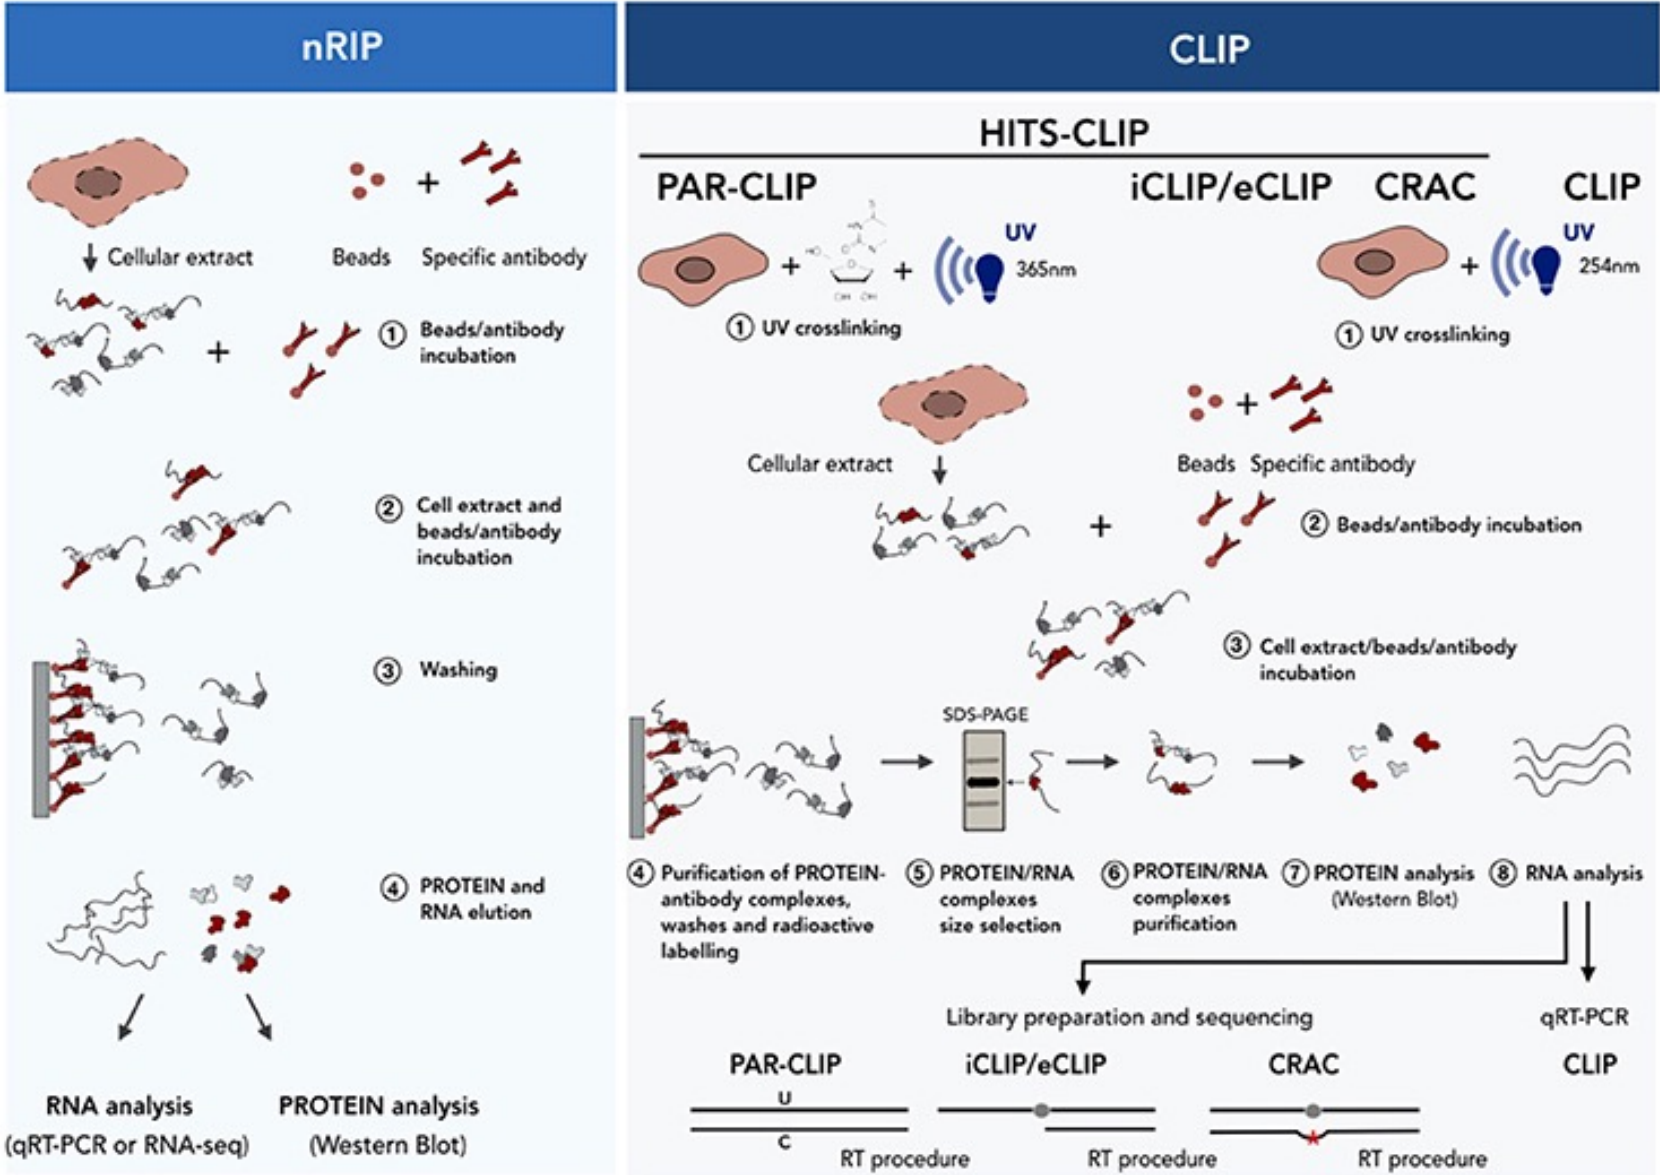 nRIP
Cellular extract
Beads
Specific antibody
+
+
① Beads/antibody
incubation
② Cell extract and
beads/antibody
incubation
③ Washing
④ PROTEIN and
RNA elution
RNA analysis
(qRT-PCR or RNA-seq)
PROTEIN analysis
(Western Blot)
CLIP
HITS-CLIP
PAR-CLIP
iCLIP/eCLIP
CRAC
CLIP
+
+
UV
365nm
① UV crosslinking
+
UV
254nm
① UV crosslinking
Cellular extract
+
Beads
Specific antibody
+
② Beads/antibody incubation
③ Cell extract/beads/antibody
incubation
SDS-PAGE
④ Purification of PROTEIN-
antibody complexes,
washes and radioactive
labelling
⑤ PROTEIN/RNA
complexes
size selection
⑥ PROTEIN/RNA
complexes
purification
⑦ PROTEIN analysis
(Western Blot)
⑧ RNA analysis
Library preparation and sequencing
qRT-PCR
PAR-CLIP
iCLIP/eCLIP
CRAC
CLIP
U
C
RT procedure
RT procedure
RT procedure